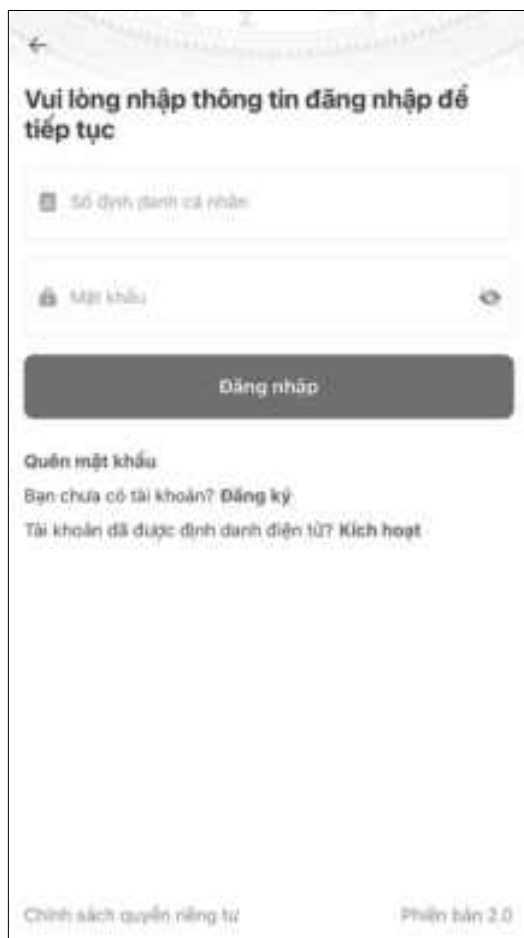 Vui lòng nhập thông tin đăng nhập để
tiếp tục
Số định danh cá nhân
Mật khẩu
Đăng nhập
Quên mật khẩu
Bạn chưa có tài khoản? Đăng ký
Tài khoản đã được định danh điện tử? Kích hoạt
Chính sách quyền riêng tư
Phiên bản 2.0